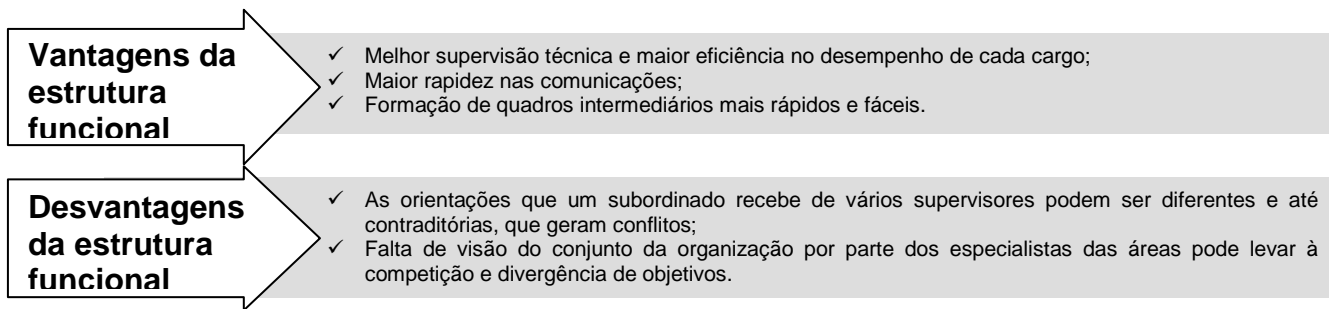 Vantagens da
estrutura
funcional
✓ Melhor supervisão técnica e maior eficiência no desempenho de cada cargo;
✓ Maior rapidez nas comunicações;
✓ Formação de quadros intermediários mais rápidos e fáceis.
Desvantagens
da estrutura
funcional
✓ As orientações que um subordinado recebe de vários supervisores podem ser diferentes e até
contraditórias, que geram conflitos;
✓ Falta de visão do conjunto da organização por parte dos especialistas das áreas pode levar à
competição e divergência de objetivos.